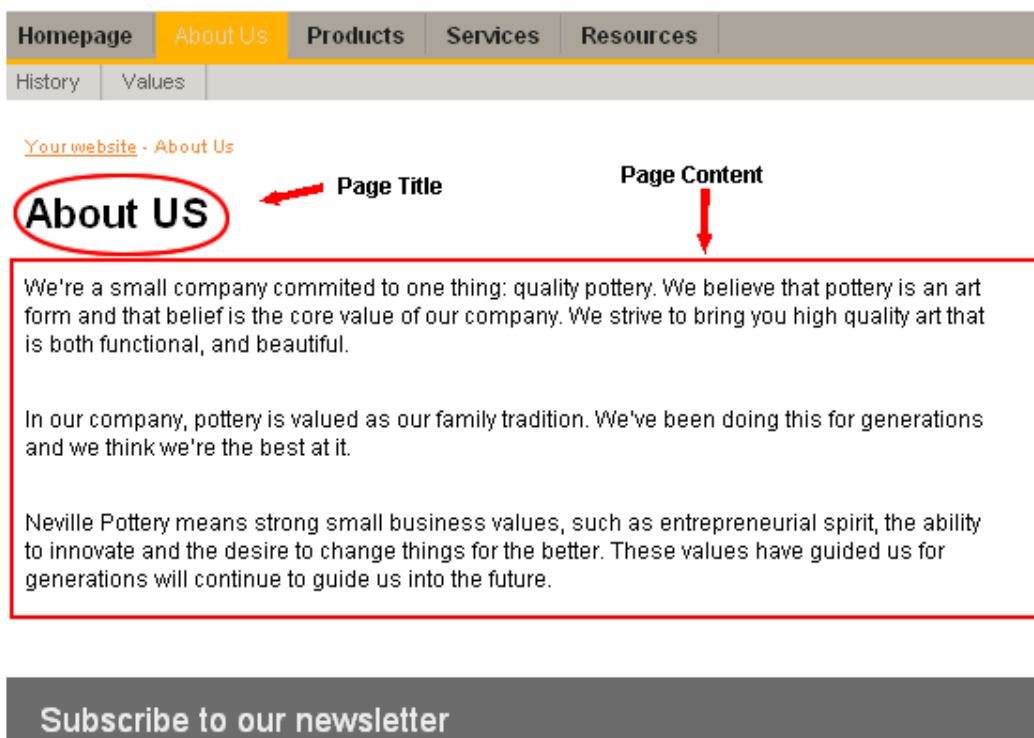 Homepage About Us Products Services Resources
History Values
Your website - About Us
Page Title Page Content
About US
We're a small company commited to one thing: quality pottery. We believe that pottery is an art
form and that belief is the core value of our company. We strive to bring you high quality art that
is both functional, and beautiful.
In our company, pottery is valued as our family tradition. We've been doing this for generations
and we think we're the best at it.
Neville Pottery means strong small business values, such as entrepreneurial spirit, the ability
to innovate and the desire to change things for the better. These values have guided us for
generations will continue to guide us into the future.
Subscribe to our newsletter